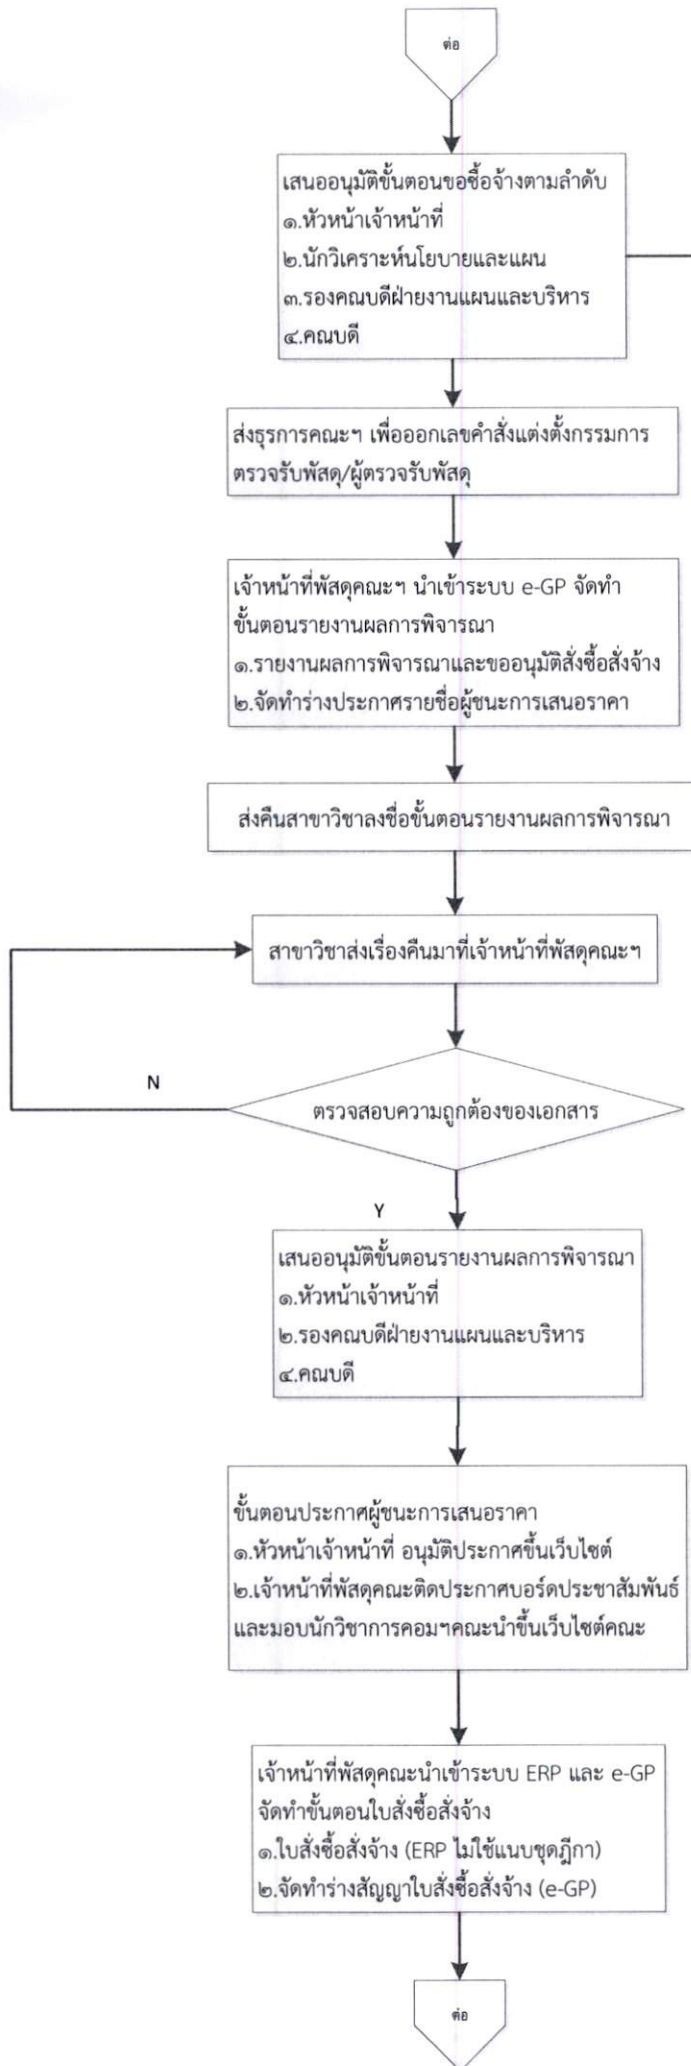 ต่อ
เสนออนุมัติขั้นตอนขอซื้อจ้างตามลำดับ
๑.หัวหน้าเจ้าหน้าที่
๒.นักวิเคราะห์นโยบายและแผน
๓.รองคณบดีฝ่ายงานแผนและบริหาร
๔.คณบดี
ส่งธุรการคณะฯ เพื่อออกเลขคำสั่งแต่งตั้งกรรมการ
ตรวจรับพัสดุ/ผู้ตรวจรับพัสดุ
เจ้าหน้าที่พัสดุคณะฯ นำเข้าระบบ e-GP จัดทำ
ขั้นตอนรายงานผลการพิจารณา
๑.รายงานผลการพิจารณาและขออนุมัติสั่งซื้อสั่งจ้าง
๒.จัดทำร่างประกาศรายชื่อผู้ชนะการเสนอราคา
ส่งคืนสาขาวิชาลงชื่อขั้นตอนรายงานผลการพิจารณา
สาขาวิชาส่งเรื่องคืนมาที่เจ้าหน้าที่พัสดุคณะฯ
N
ตรวจสอบความถูกต้องของเอกสาร
Y
เสนออนุมัติขั้นตอนรายงานผลการพิจารณา
๑.หัวหน้าเจ้าหน้าที่
๒.รองคณบดีฝ่ายงานแผนและบริหาร
๔.คณบดี
ขั้นตอนประกาศผู้ชนะการเสนอราคา
๑.หัวหน้าเจ้าหน้าที่ อนุมัติประกาศขึ้นเว็บไซต์
๒.เจ้าหน้าที่พัสดุคณะติดประกาศบอร์ดประชาสัมพันธ์
และมอบนักวิชาการคอมฯคณะนำขึ้นเว็บไซต์คณะ
เจ้าหน้าที่พัสดุคณะนำเข้าระบบ ERP และ e-GP
จัดทำขั้นตอนใบสั่งซื้อสั่งจ้าง
๑.ใบสั่งซื้อสั่งจ้าง (ERP ไม่ใช้แนบชุดฎีกา)
๒.จัดทำร่างสัญญาใบสั่งซื้อสั่งจ้าง (e-GP)
ต่อ